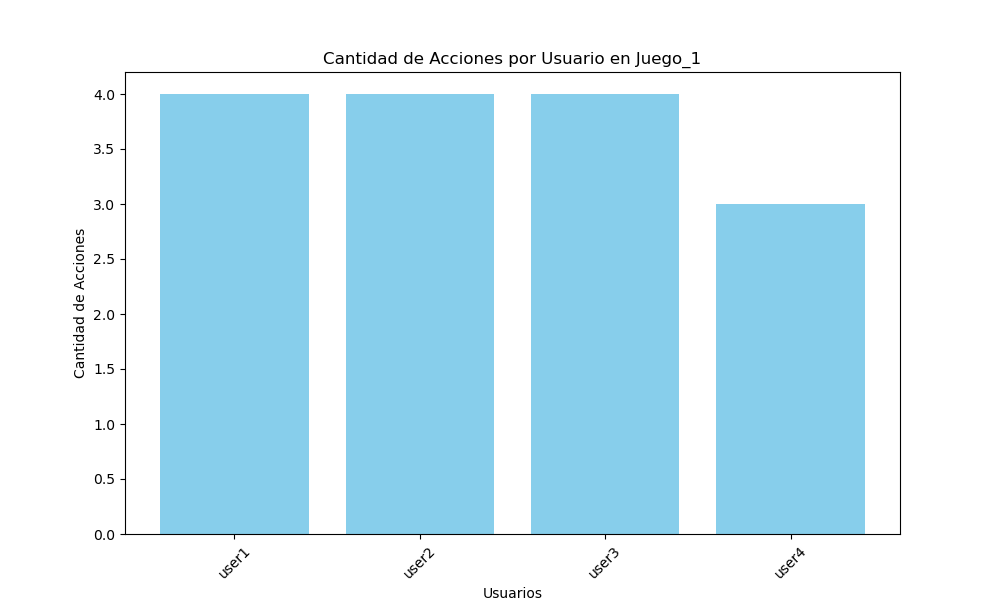 Cantidad de Acciones por Usuario en Juego_1
4.0
3.5
3.0
2.5
2.0
1.5
1.0
0.5
0.0
Cantidad de Acciones
user1
user2
user3
user4
Usuarios